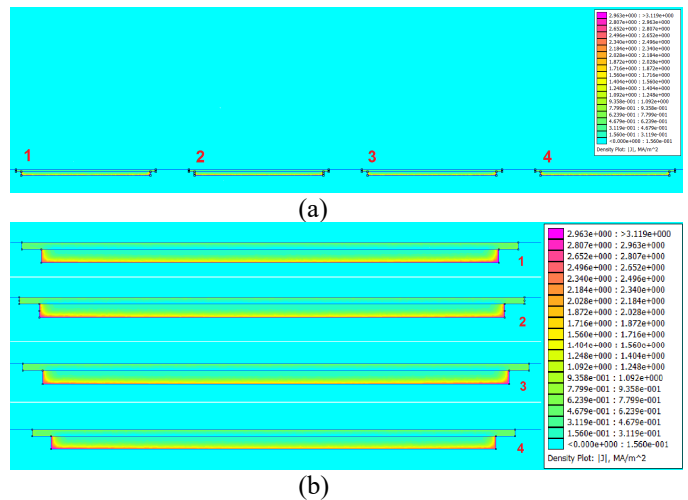 2.963e+000 : >3.119e+000
2.807e+000 : 2.963e+000
2.652e+000 : 2.807e+000
2.496e+000 : 2.652e+000
2.340e+000 : 2.496e+000
2.184e+000 : 2.340e+000
2.028e+000 : 2.184e+000
1.872e+000 : 2.028e+000
1.716e+000 : 1.872e+000
1.560e+000 : 1.716e+000
1.404e+000 : 1.560e+000
1.248e+000 : 1.404e+000
1.092e+000 : 1.248e+000
9.358e-001 : 1.092e+000
7.799e-001 : 9.358e-001
6.239e-001 : 7.799e-001
4.679e-001 : 6.239e-001
3.119e-001 : 4.679e-001
1.560e-001 : 3.119e-001
<0.000e+000 : 1.560e-001
Density Plot: |J|, MA/m^2
1 2 3 4
(a)
2.963e+000 : >3.119e+000
2.807e+000 : 2.963e+000
2.652e+000 : 2.807e+000
2.496e+000 : 2.652e+000
2.340e+000 : 2.496e+000
2.184e+000 : 2.340e+000
2.028e+000 : 2.184e+000
1.872e+000 : 2.028e+000
1.716e+000 : 1.872e+000
1.560e+000 : 1.716e+000
1.404e+000 : 1.560e+000
1.248e+000 : 1.404e+000
1.092e+000 : 1.248e+000
9.358e-001 : 1.092e+000
7.799e-001 : 9.358e-001
6.239e-001 : 7.799e-001
4.679e-001 : 6.239e-001
3.119e-001 : 4.679e-001
1.560e-001 : 3.119e-001
<0.000e+000 : 1.560e-001
Density Plot: |J|, MA/m^2
1
2
3
4
(b)